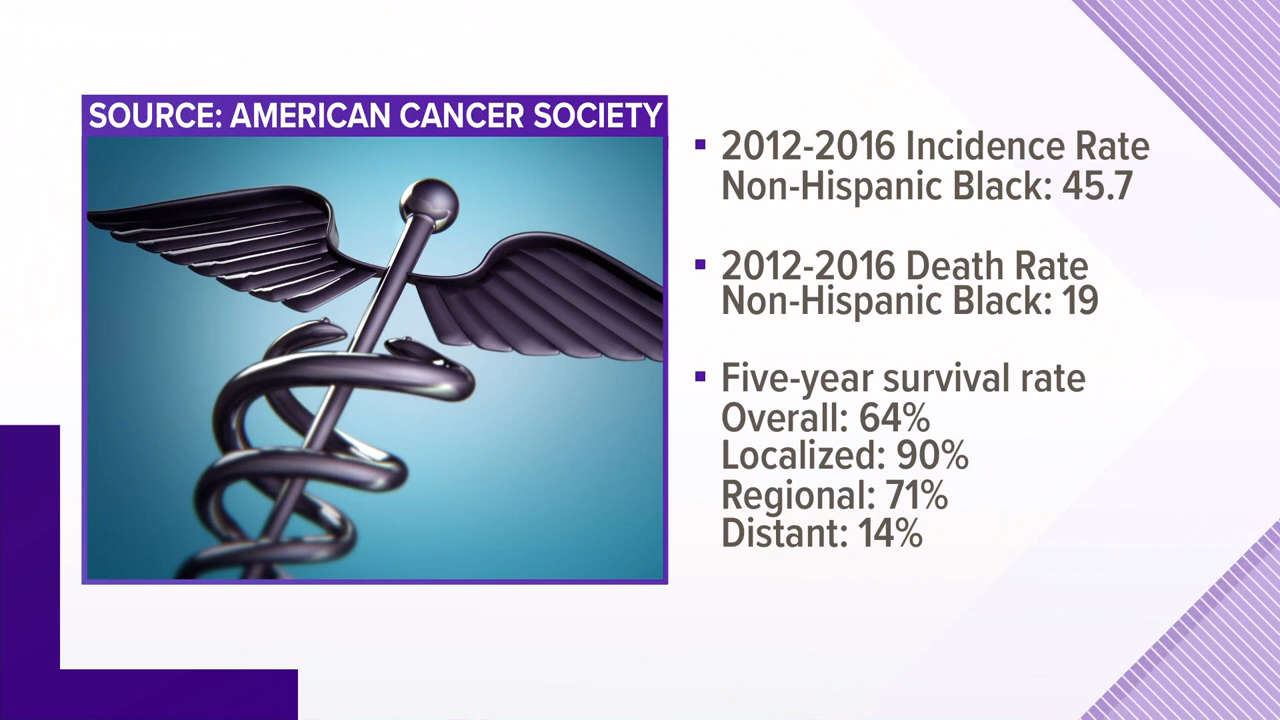 SOURCE: AMERICAN CANCER SOCIETY
2012-2016 Incidence Rate
Non-Hispanic Black: 45.7
2012-2016 Death Rate
Non-Hispanic Black: 19
Five-year survival rate
Overall: 64%
Localized: 90%
Regional: 71%
Distant: 14%